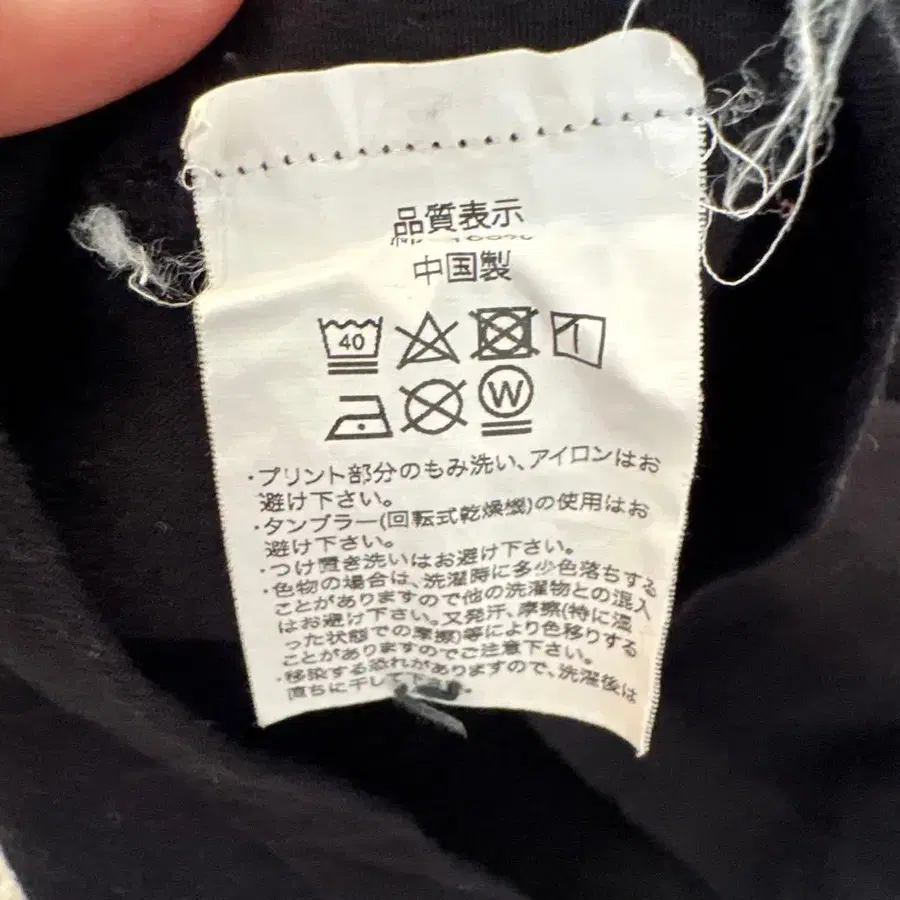 品質表示
100%
中国製
40
W
・プリント部分のもみ洗い、アイロンはお
避け下さい。
・タンブラー(回転式乾燥機)の使用はお
避け下さい。
・つけ置き洗いはお避け下さい。
・色物の場合は、洗濯時に多少色落ちする
ことがありますので他の洗濯物との混入
はお避け下さい。又発汗、摩擦(特に湿
った状態での摩擦)等により色移りする
ことがありますのでご注意下さい。
・移染する恐れがありますので、洗濯後は
直ちに干して下さい。